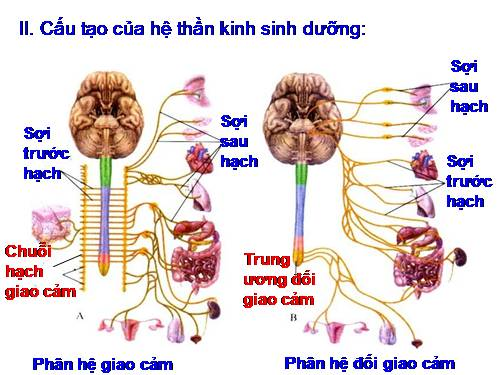 II. Cấu tạo của hệ thần kinh sinh dưỡng:
Sợi
trước
hạch
Sợi
sau
hạch
Chuỗi
hạch
giao cảm
A
Phân hệ giao cảm
Sợi
sau
hạch
Sợi
trước
hạch
Trung
ương đối
giao cảm
B
Phân hệ đối giao cảm